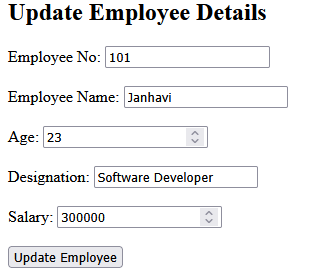 Update Employee Details
Employee No: 101
Employee Name: Janhavi
Age: 23
Designation: Software Developer
Salary: 300000
Update Employee